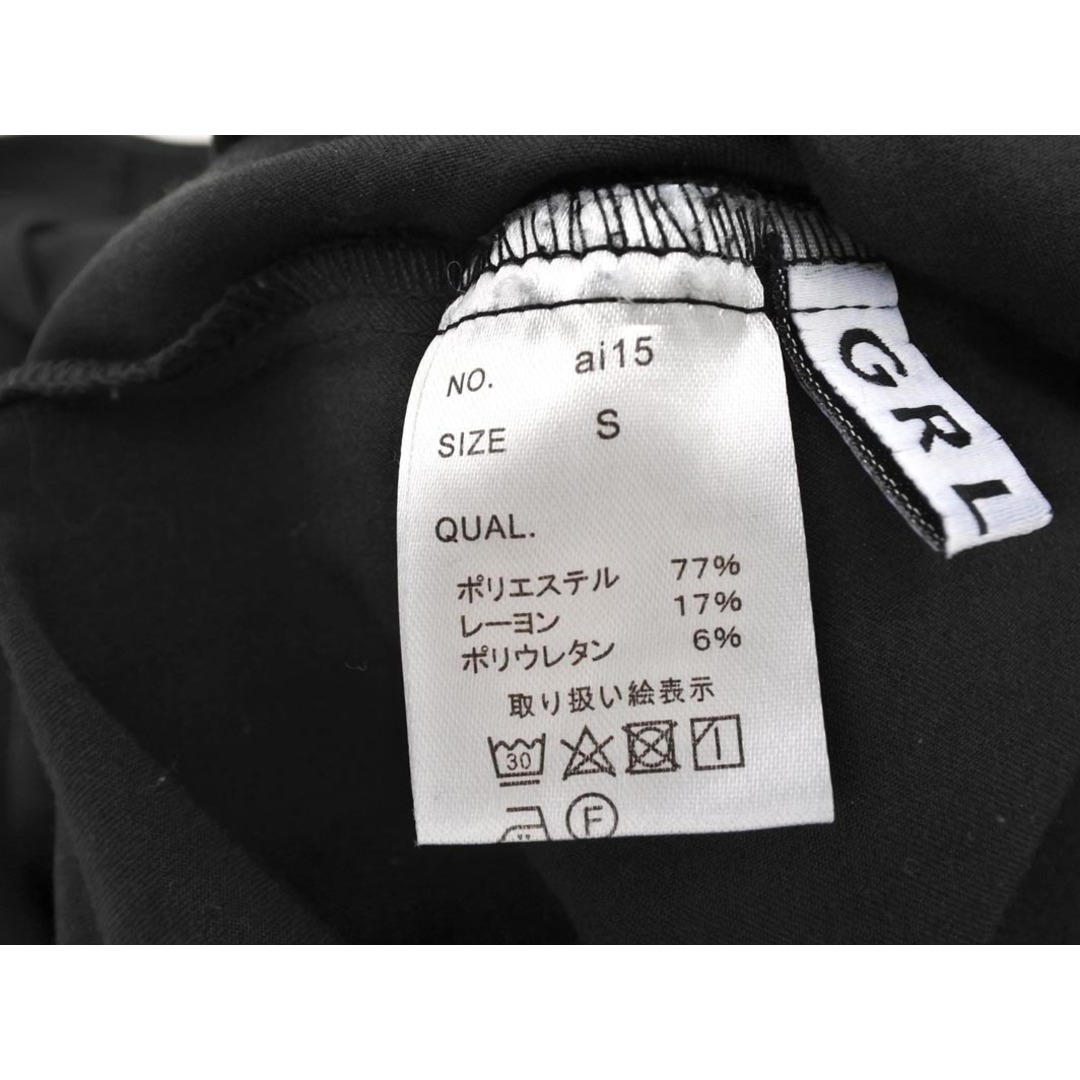 NO. ai15
SIZE S
QUAL.
ポリエステル 77%
レーヨン 17%
ポリウレタン 6%
取り扱い絵表示
30
F
GRL